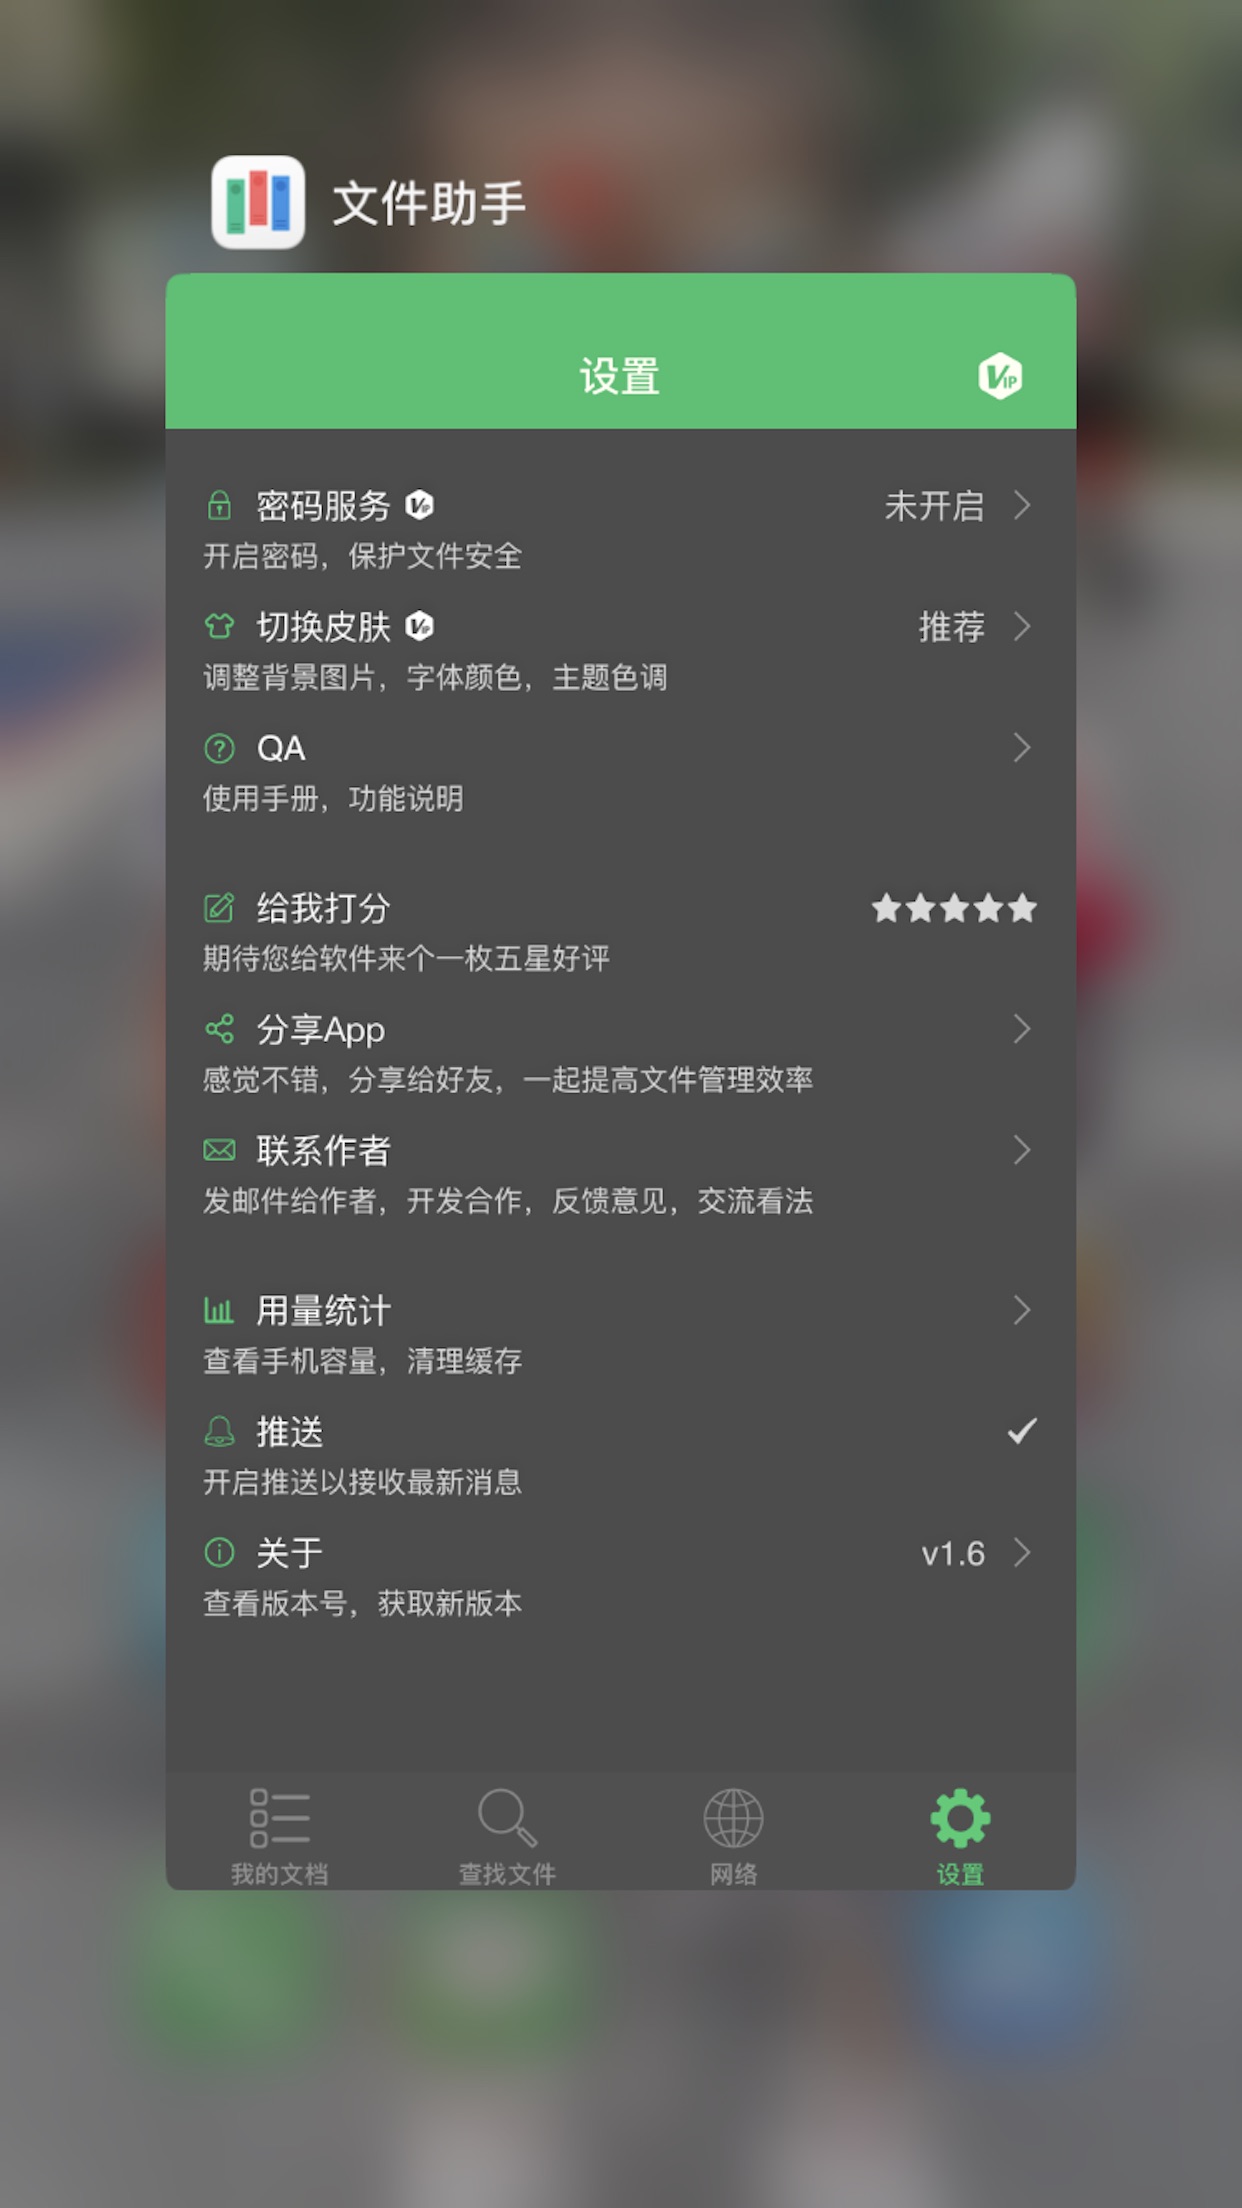 文件助手
设置
VIP
密码服务 VIP 未开启
开启密码，保护文件安全
切换皮肤 VIP 推荐
调整背景图片，字体颜色，主题色调
QA
使用手册，功能说明
给我打分
期待您给软件来个一枚五星好评
分享App
感觉不错，分享给好友，一起提高文件管理效率
联系作者
发邮件给作者，开发合作，反馈意见，交流看法
用量统计
查看手机容量，清理缓存
推送
开启推送以接收最新消息
关于 v1.6
查看版本号，获取新版本
我的文档 查找文件 网络 设置